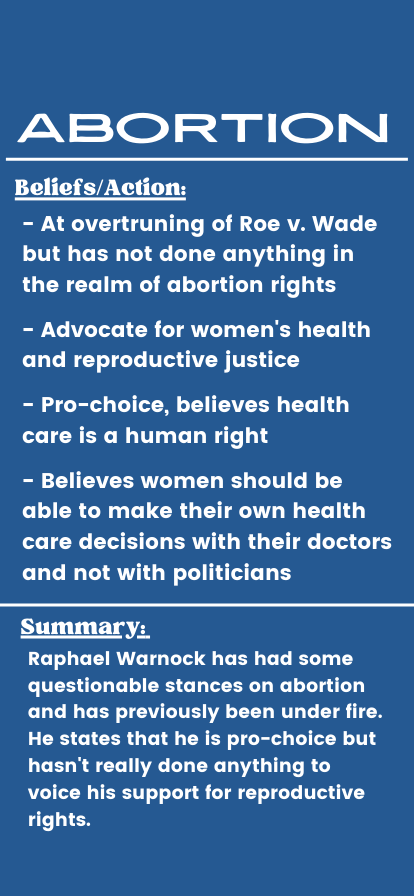 ABORTION
Beliefs/Action:
- At overtruning of Roe v. Wade
but has not done anything in
the realm of abortion rights
- Advocate for women's health
and reproductive justice
- Pro-choice, believes health
care is a human right
- Believes women should be
able to make their own health
care decisions with their doctors
and not with politicians
Summary:
Raphael Warnock has had some
questionable stances on abortion
and has previously been under fire.
He states that he is pro-choice but
hasn't really done anything to
voice his support for reproductive
rights.